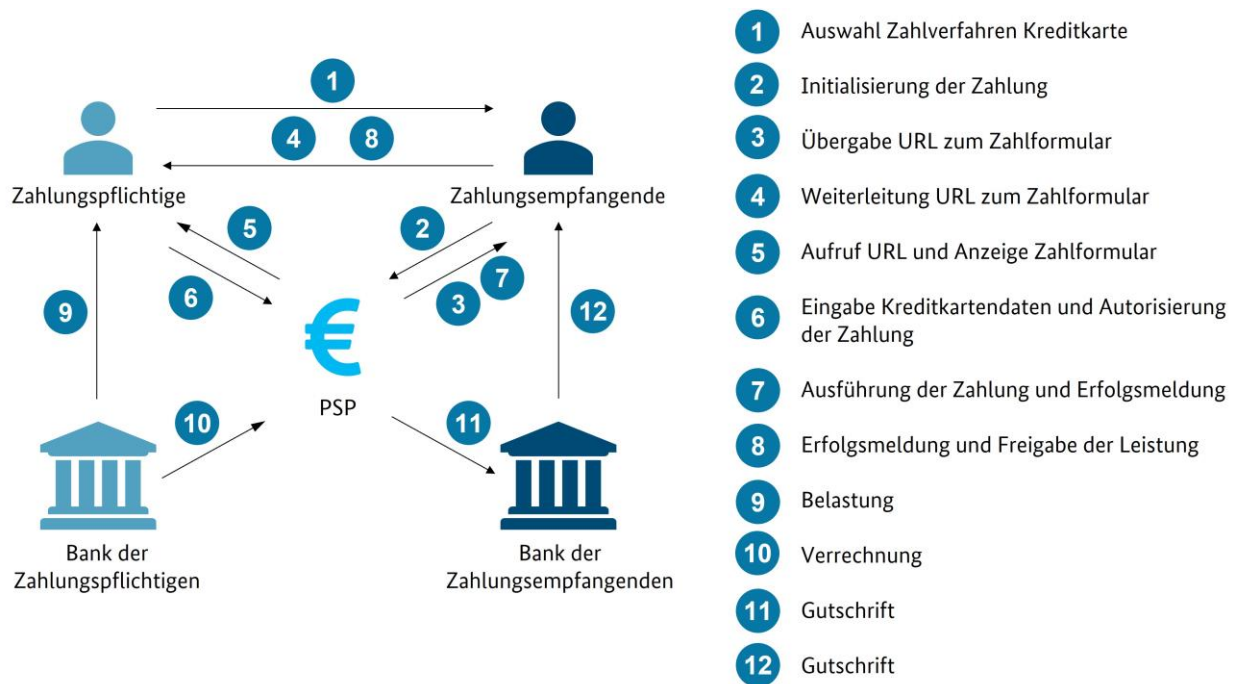 1
4
8
Zahlungspflichtige
Zahlungsempfangende
5
2
6
3
7
9
12
€
PSP
10
11
Bank der
Zahlungspflichtigen
Bank der
Zahlungsempfangenden
1 Auswahl Zahlverfahren Kreditkarte
2 Initialisierung der Zahlung
3 Übergabe URL zum Zahlformular
4 Weiterleitung URL zum Zahlformular
5 Aufruf URL und Anzeige Zahlformular
6 Eingabe Kreditkartendaten und Autorisierung
der Zahlung
7 Ausführung der Zahlung und Erfolgsmeldung
8 Erfolgsmeldung und Freigabe der Leistung
9 Belastung
10 Verrechnung
11 Gutschrift
12 Gutschrift